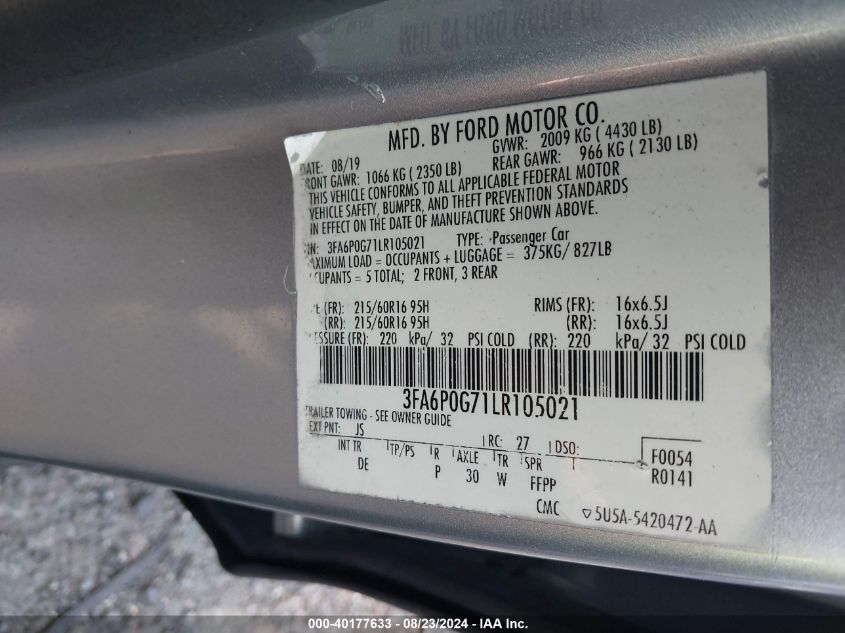 MFD. BY FORD MOTOR CO.
DATE: 08/19 GVWR: 2009 KG ( 4430 LB)
FRONT GAWR: 1066 KG ( 2350 LB) REAR GAWR: 966 KG ( 2130 LB)
THIS VEHICLE CONFORMS TO ALL APPLICABLE FEDERAL MOTOR
VEHICLE SAFETY, BUMPER, AND THEFT PREVENTION STANDARDS
IN EFFECT ON THE DATE OF MANUFACTURE SHOWN ABOVE.
3FA6P0G71LR105021 TYPE: Passenger Car
MAXIMUM LOAD = OCCUPANTS + LUGGAGE = 375KG/ 827LB
OCCUPANTS = 5 TOTAL; 2 FRONT, 3 REAR
(FR): 215/60R16 95H RIMS (FR): 16x6.5J
(RR): 215/60R16 95H (RR): 16x6.5J
PRESSURE (FR): 220 kPa/ 32 PSI COLD (RR): 220 kPa/ 32 PSI COLD
3FA6P0G71LR105021
TRAILER TOWING - SEE OWNER GUIDE
EXT PNT: JS RC: 27 DSO: F0054
INT TR TP/PS R AXLE TR SPR T R0141
DE P 30 W FFPP
CMC ▽5U5A-5420472-AA
000-40177633 - 08/23/2024 - IAA Inc.